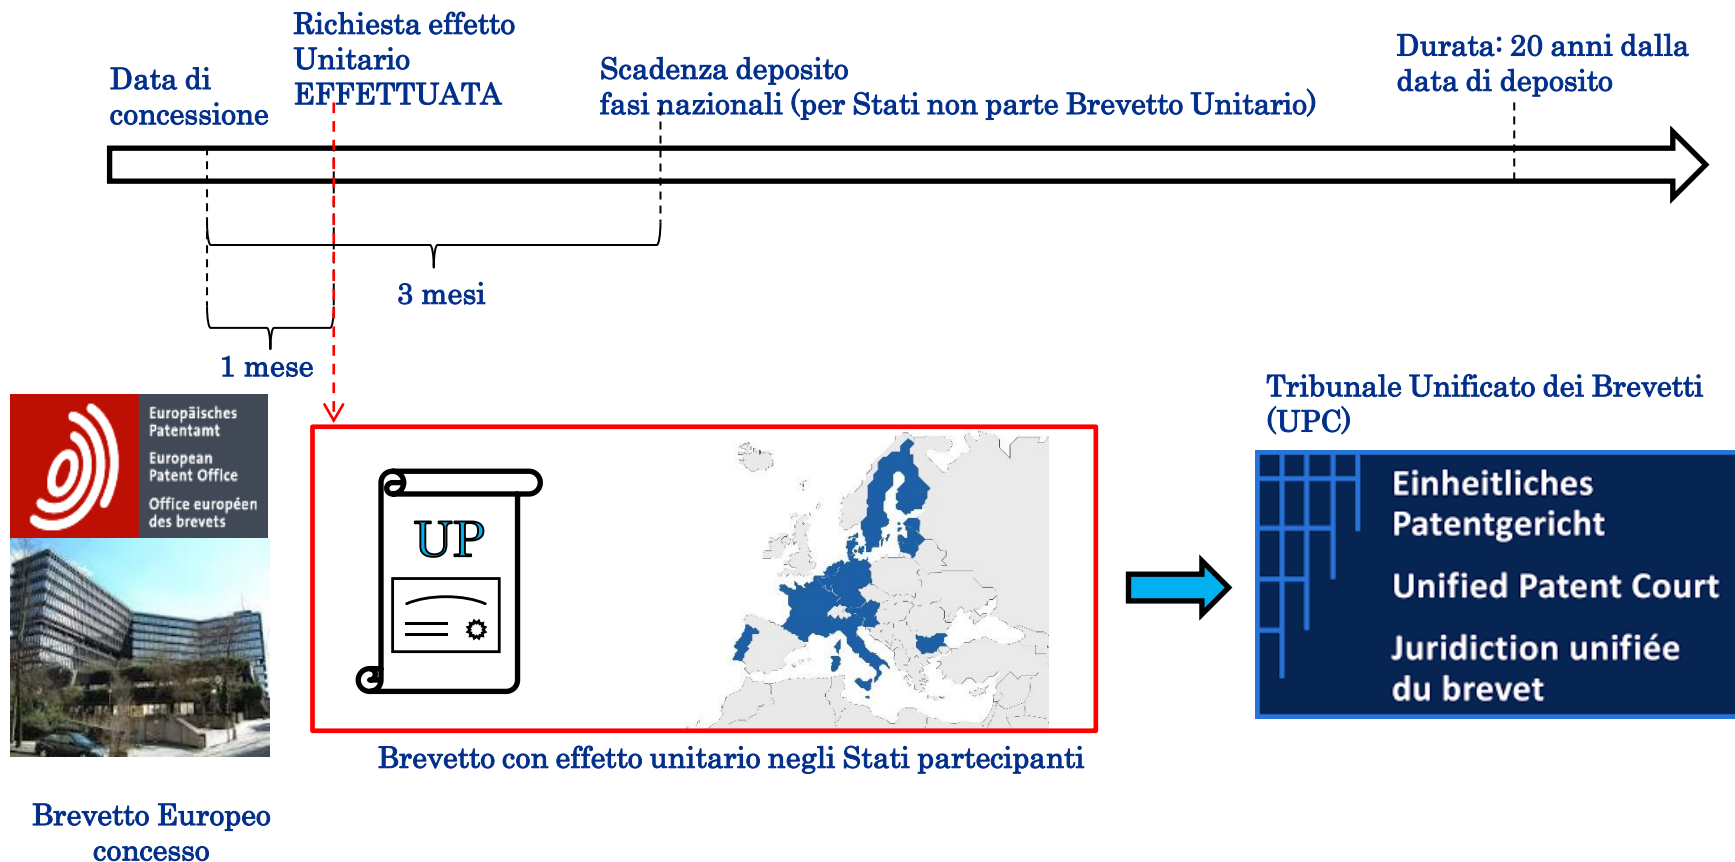 Richiesta effetto
Unitario
EFFETTUATA
Data di
concessione
Scadenza deposito
fasi nazionali (per Stati non parte Brevetto Unitario)
Durata: 20 anni dalla
data di deposito
3 mesi
1 mese
Europäisches
Patentamt
European
Patent Office
Office européen
des brevets
UP
Tribunale Unificato dei Brevetti
(UPC)
Einheitliches
Patentgericht
Unified Patent Court
Juridiction unifiée
du brevet
Brevetto con effetto unitario negli Stati partecipanti
Brevetto Europeo
concesso